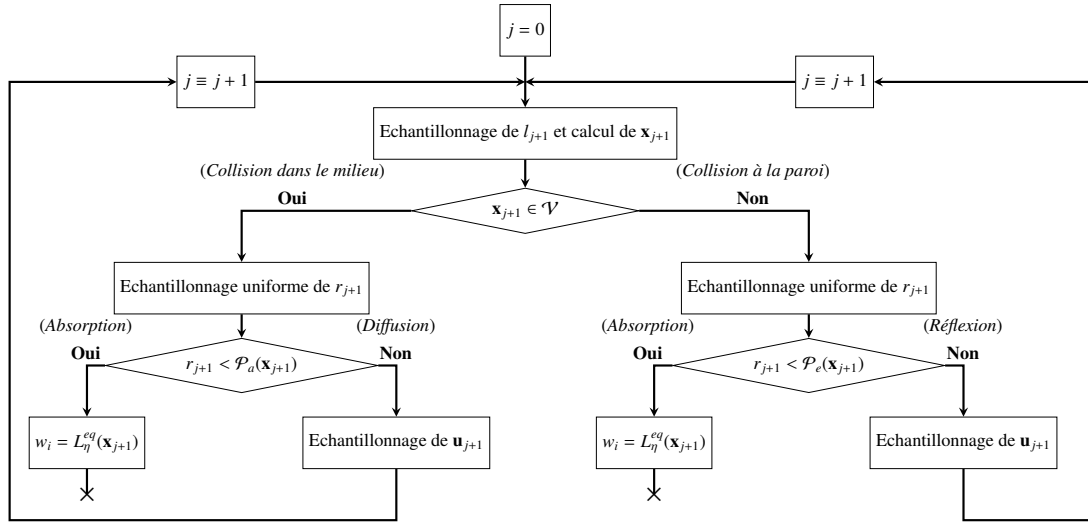 j = 0
j ≡ j + 1
j ≡ j + 1
Echantillonnage de l_{j+1} et calcul de x_{j+1}
(Collision dans le milieu)
(Collision à la paroi)
Oui
x_{j+1} ∈ 𝒱
Non
Echantillonnage uniforme de r_{j+1}
Echantillonnage uniforme de r_{j+1}
(Absorption)
(Diffusion)
(Absorption)
(Réflexion)
Oui
r_{j+1} < 𝒫_a(x_{j+1})
Non
Oui
r_{j+1} < 𝒫_e(x_{j+1})
Non
w_i = L_η^{eq}(x_{j+1})
Echantillonnage de u_{j+1}
w_i = L_η^{eq}(x_{j+1})
Echantillonnage de u_{j+1}